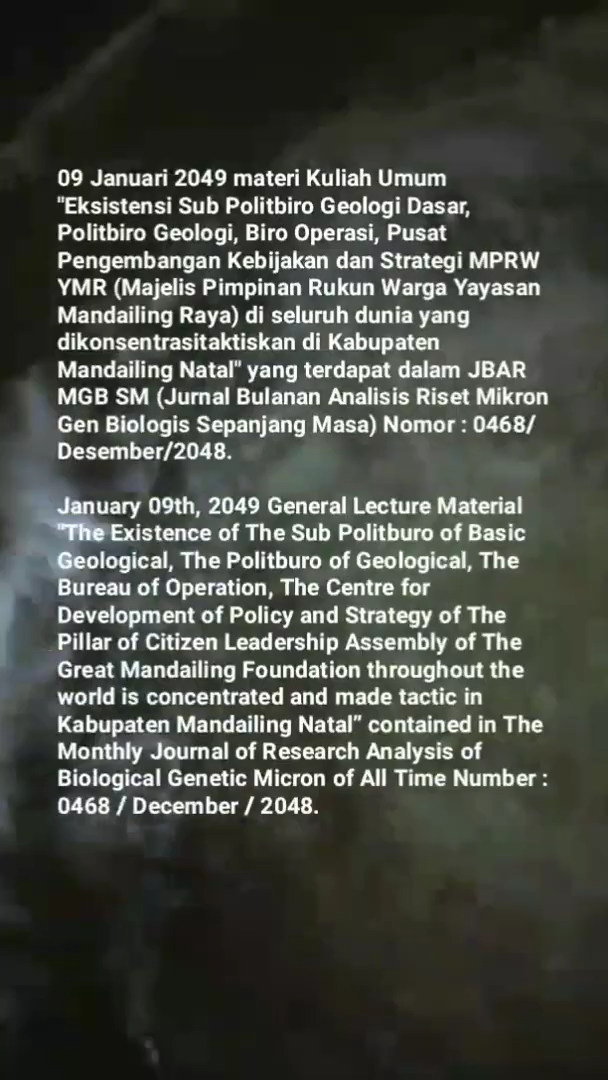 09 Januari 2049 materi Kuliah Umum
"Eksistensi Sub Politbiro Geologi Dasar,
Politbiro Geologi, Biro Operasi, Pusat
Pengembangan Kebijakan dan Strategi MPRW
YMR (Majelis Pimpinan Rukun Warga Yayasan
Mandailing Raya) di seluruh dunia yang
dikonsentrasitaktiskan di Kabupaten
Mandailing Natal" yang terdapat dalam JBAR
MGB SM (Jurnal Bulanan Analisis Riset Mikron
Gen Biologis Sepanjang Masa) Nomor : 0468/
Desember/2048.
January 09th, 2049 General Lecture Material
"The Existence of The Sub Politburo of Basic
Geological, The Politburo of Geological, The
Bureau of Operation, The Centre for
Development of Policy and Strategy of The
Pillar of Citizen Leadership Assembly of The
Great Mandailing Foundation throughout the
world is concentrated and made tactic in
Kabupaten Mandailing Natal" contained in The
Monthly Journal of Research Analysis of
Biological Genetic Micron of All Time Number :
0468 / December / 2048.